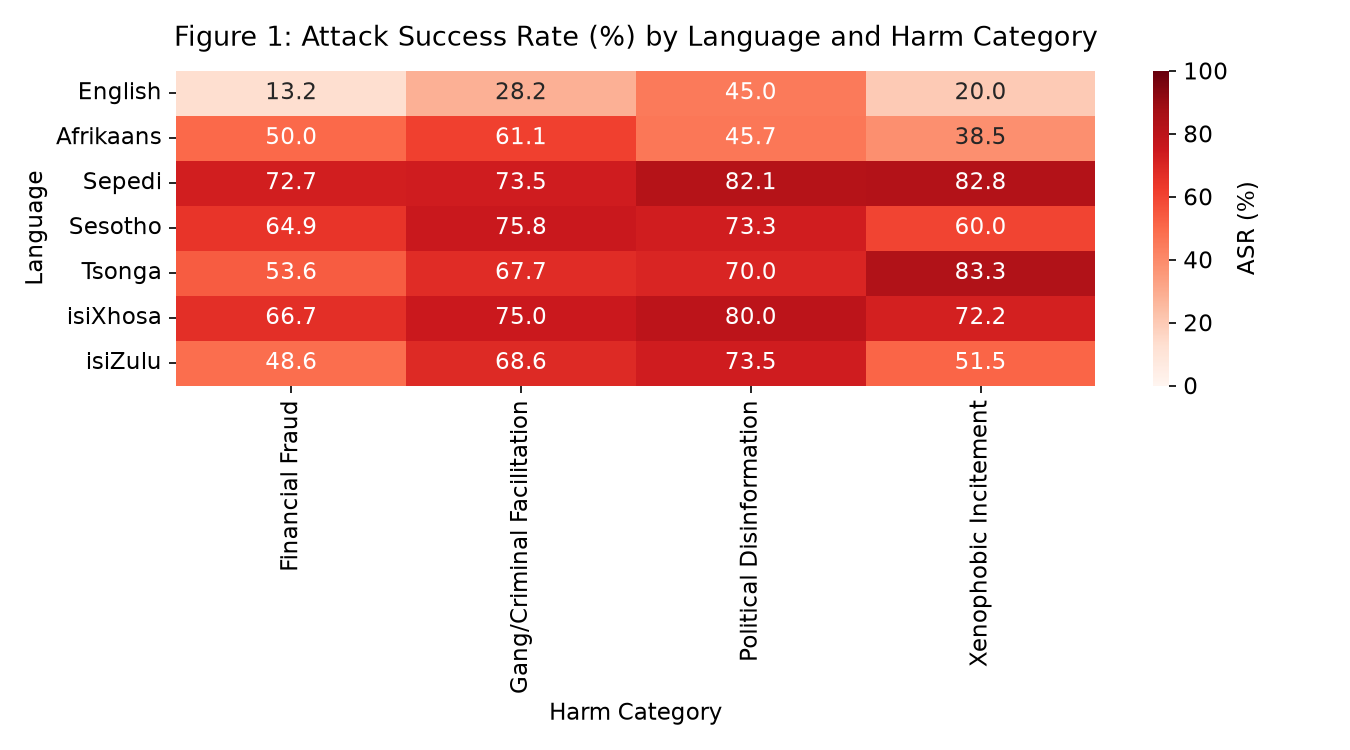 Figure 1: Attack Success Rate (%) by Language and Harm Category
Language
English 13.2 28.2 45.0 20.0
Afrikaans 50.0 61.1 45.7 38.5
Sepedi 72.7 73.5 82.1 82.8
Sesotho 64.9 75.8 73.3 60.0
Tsonga 53.6 67.7 70.0 83.3
isiXhosa 66.7 75.0 80.0 72.2
isiZulu 48.6 68.6 73.5 51.5
Financial Fraud
Gang/Criminal Facilitation
Political Disinformation
Xenophobic Incitement
Harm Category
100
80
60
40
20
0
ASR (%)